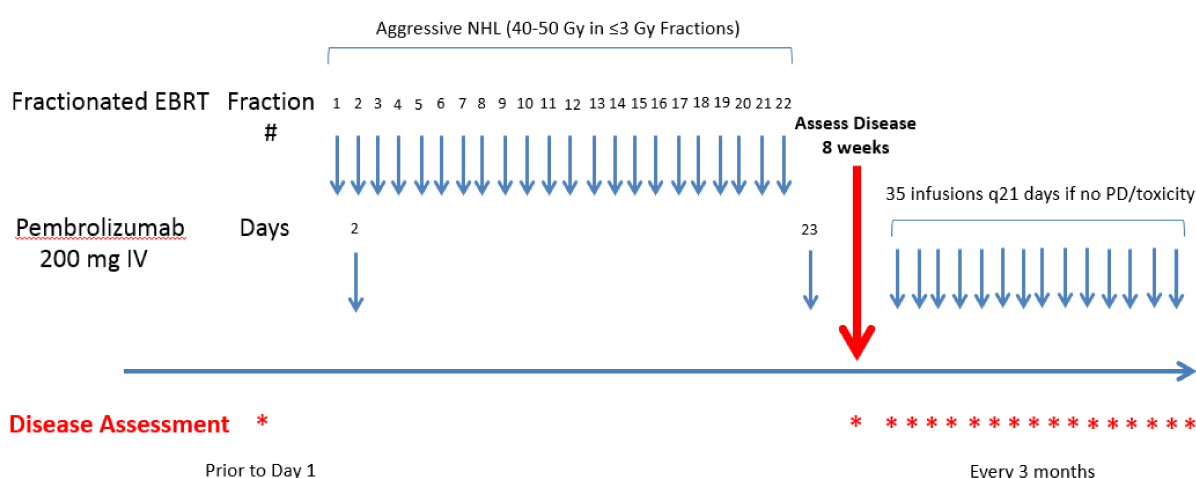 Aggressive NHL (40-50 Gy in ≤3 Gy Fractions)
Fractionated EBRT Fraction #
1 2 3 4 5 6 7 8 9 10 11 12 13 14 15 16 17 18 19 20 21 22
Assess Disease
8 weeks
35 infusions q21 days if no PD/toxicity
Pembrolizumab
200 mg IV
Days
2
23
Disease Assessment * * * * * * * * * * * * * * * * * *
Prior to Day 1
Every 3 months